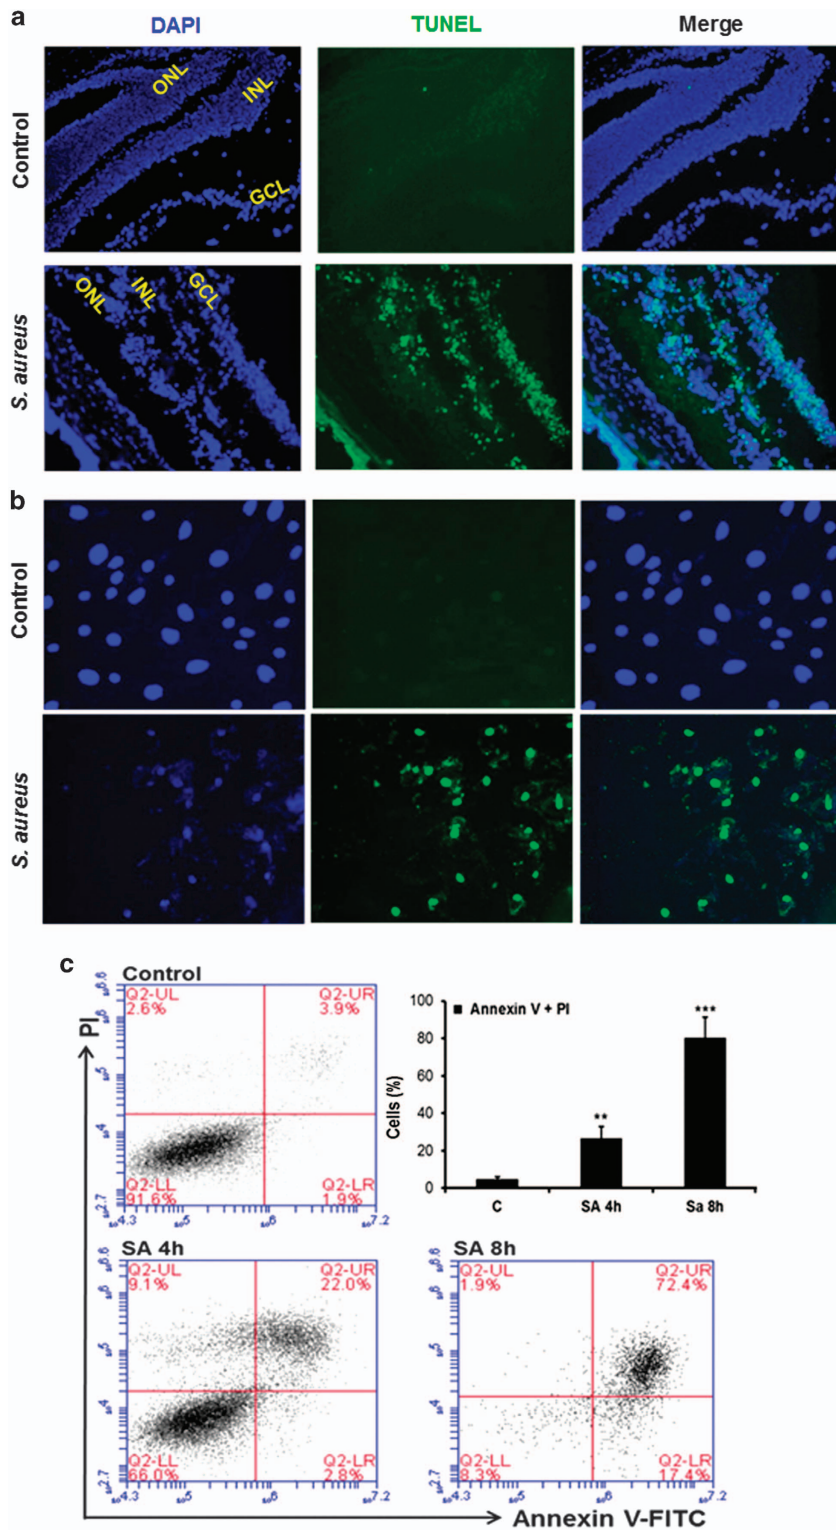 a
DAPI TUNEL Merge
Control
ONL
INL
GCL
S. aureus
ONL
INL
GCL
b
Control
S. aureus
c
Control
Q2-UL
2.6%
Q2-UR
3.9%
Q2-LL
91.6%
Q2-LR
1.9%
PI
Annexin V + PI
Cells (%)
100
80
60
40
20
0
**
***
C SA 4h Sa 8h
SA 4h
Q2-UL
9.1%
Q2-UR
22.0%
Q2-LL
66.0%
Q2-LR
2.8%
SA 8h
Q2-UL
1.9%
Q2-UR
72.4%
Q2-LL
8.3%
Q2-LR
17.4%
Annexin V-FITC